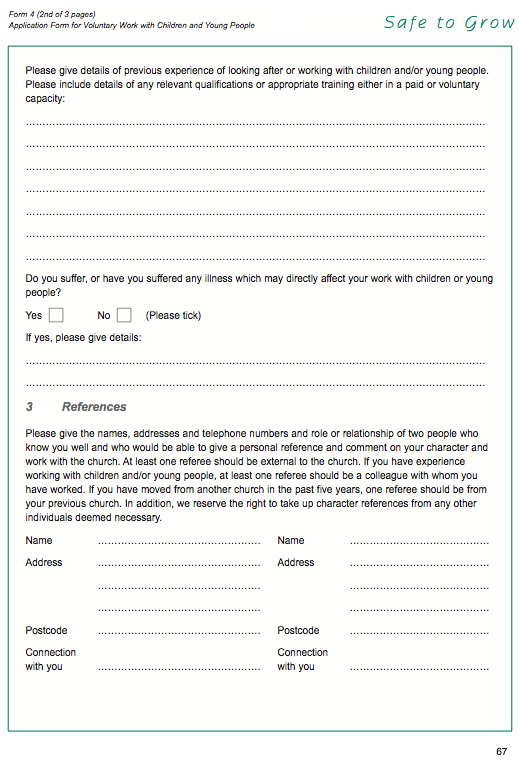 Form 4 (2nd of 3 pages)
Application Form for Voluntary Work with Children and Young People
Safe to Grow
Please give details of previous experience of looking after or working with children and/or young people.
Please include details of any relevant qualifications or appropriate training either in a paid or voluntary
capacity:
Do you suffer, or have you suffered any illness which may directly affect your work with children or young
people?
Yes No (Please tick)
If yes, please give details:
3 References
Please give the names, addresses and telephone numbers and role or relationship of two people who
know you well and who would be able to give a personal reference and comment on your character and
work with the church. At least one referee should be external to the church. If you have experience
working with children and/or young people, at least one referee should be a colleague with whom you
have worked. If you have moved from another church in the past five years, one referee should be from
your previous church. In addition, we reserve the right to take up character references from any other
individuals deemed necessary.
Name Name
Address Address
Postcode Postcode
Connection Connection
with you with you
67